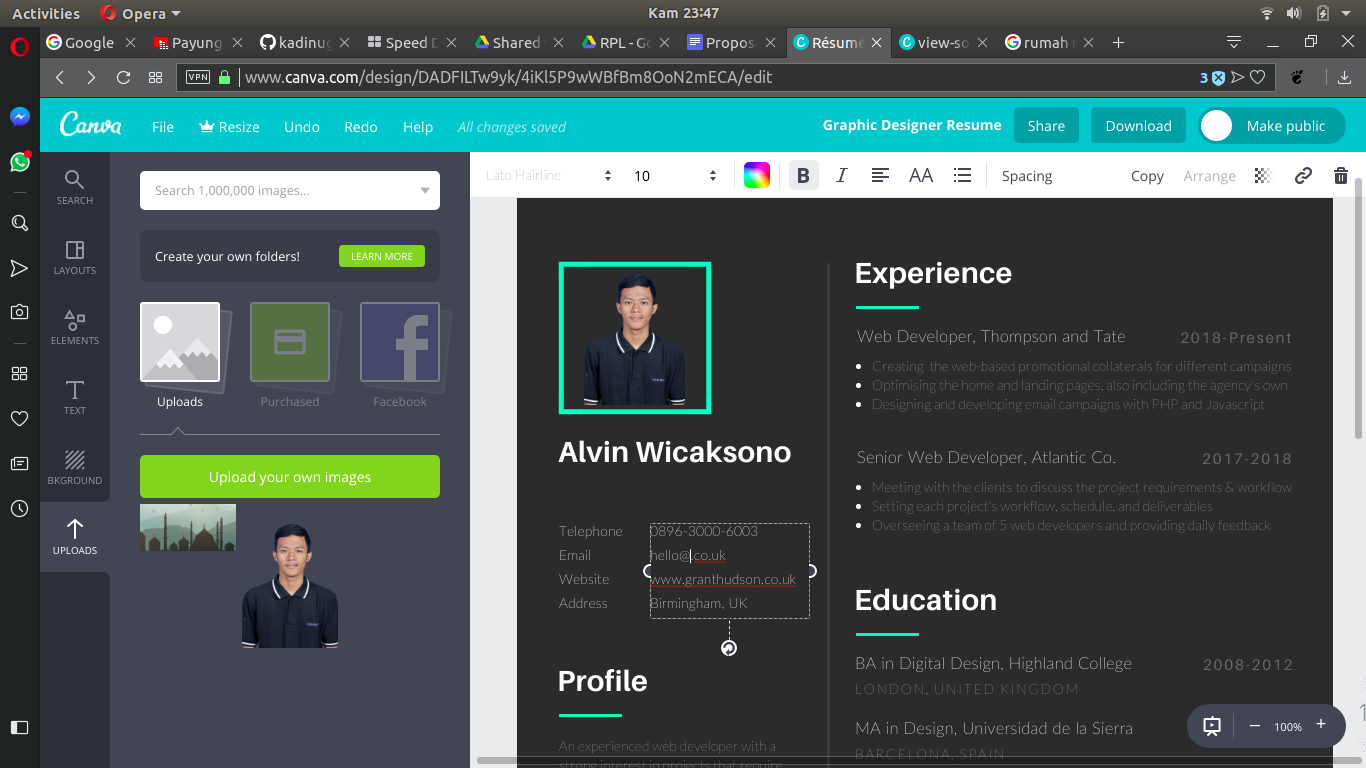 Activities
Opera
Kam 23:47
Google
Payung
kadinug
Speed D
Shared
RPL - Go
Propos
Résumé
view-so
rumah
VPN
www.canva.com/design/DADFILTw9yk/4iKl5P9wWBfBm8OoN2mECA/edit
3
Canva
File
Resize
Undo
Redo
Help
All changes saved
Graphic Designer Resume
Share
Download
Make public
SEARCH
LAYOUTS
ELEMENTS
TEXT
BKGROUND
UPLOADS
Search 1,000,000 images...
Create your own folders!
LEARN MORE
Uploads
Purchased
Facebook
Upload your own images
Lato Hairline
10
B
I
AA
Spacing
Copy
Arrange
Alvin Wicaksono
Telephone 0896-3000-6003
Email hello@.co.uk
Website www.granthudson.co.uk
Address Birmingham, UK
Profile
An experienced web developer with a
strong interest in projects that require
Experience
Web Developer, Thompson and Tate 2018-Present
Creating the web-based promotional collaterals for different campaigns
Optimising the home and landing pages, also including the agency's own
Designing and developing email campaigns with PHP and Javascript
Senior Web Developer, Atlantic Co. 2017-2018
Meeting with the clients to discuss the project requirements & workflow
Setting each project's workflow, schedule, and deliverables
Overseeing a team of 5 web developers and providing daily feedback
Education
BA in Digital Design, Highland College 2008-2012
LONDON, UNITED KINGDOM
MA in Design, Universidad de la Sierra
BARCELONA, SPAIN
100%